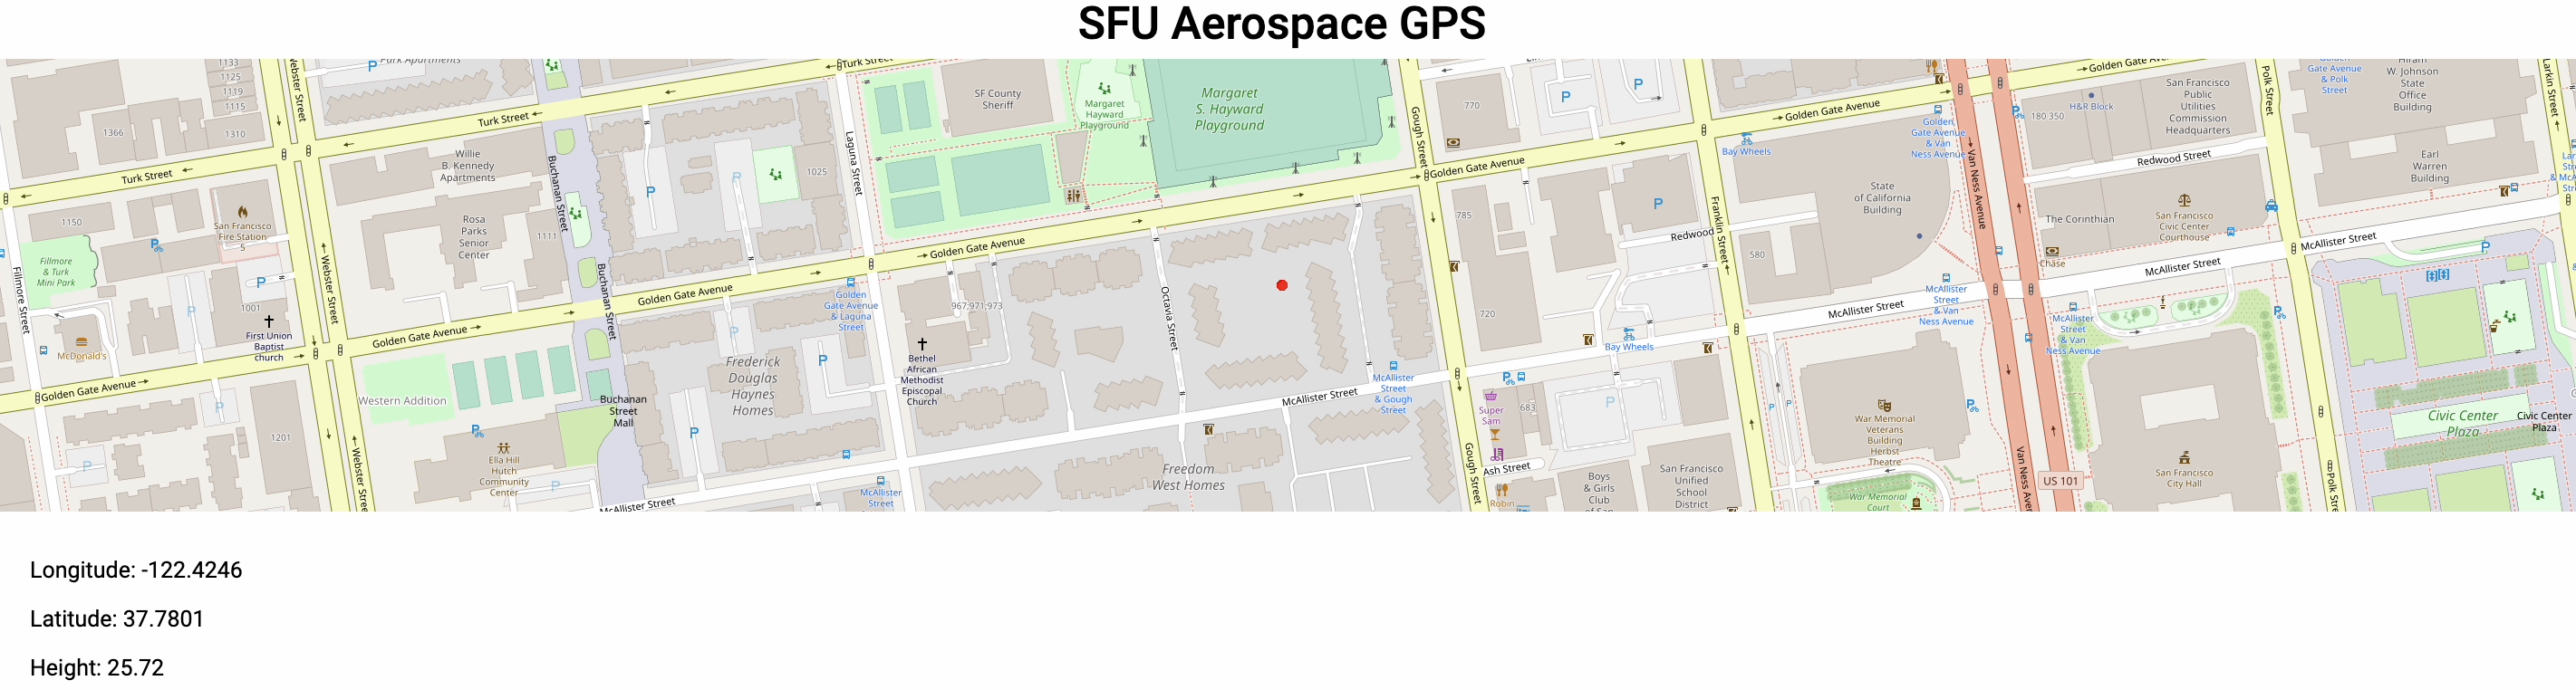 SFU Aerospace GPS
Park Apartments
1133
1125
1119
1115
1310
1366
Webster Street
Turk Street
Turk Street
Turk Street
Willie
B. Kennedy
Apartments
Rosa
Parks
Senior
Center
1111
1150
San Francisco
Fire Station
5
Fillmore
& Turk
Mini Park
Fillmore Street
McDonald's
1001
First Union
Baptist
church
Webster Street
Webster Street
Golden Gate Avenue
Golden Gate Avenue
Golden Gate Avenue
Golden Gate Avenue
1201
Western Addition
Ella Hill
Hutch
Community
Center
Buchanan Street
Buchanan Street
Buchanan
Street
Mall
McAllister Street
Frederick
Douglas
Haynes
Homes
1025
Laguna Street
SF County
Sheriff
Margaret
Hayward
Playground
Margaret
S. Hayward
Playground
Golden
Gate Avenue
& Laguna
Street
967;971;973
Bethel
African
Methodist
Episcopal
Church
McAllister
Street
Octavia Street
McAllister Street
Freedom
West Homes
McAllister
Street
& Gough
Street
Gough Street
Gough Street
770
785
720
Golden Gate Avenue
Golden Gate Avenue
Bay Wheels
Redwood
Bay Wheels
Super
Sam
683
Ash Street
Robin
Boys
& Girls
Club
of San
San Francisco
Unified
School
District
Franklin Street
580
State
of California
Building
Golden
Gate Avenue
& Van
Ness Avenue
Van Ness Avenue
McAllister Street
McAllister
Street
& Van
Ness Avenue
McAllister
Street
& Van
Ness Avenue
War Memorial
Veterans
Building
Herbst
Theatre
War Memorial
Court
Van Ness Aven
US 101
Golden Gate Aven
H&R Block
180 350
San Francisco
Public
Utilities
Commission
Headquarters
Redwood Street
The Corinthian
Chase
San Francisco
Civic Center
Courthouse
McAllister Street
McAllister Street
Polk Street
Polk Stre
San Francisco
City Hall
Golden
Gate Avenue
& Polk
Street
Hiram
W. Johnson
State
Office
Building
Earl
Warren
Building
Larkin Street
Civic Center
Plaza
Civic Center
Plaza
Longitude: -122.4246
Latitude: 37.7801
Height: 25.72